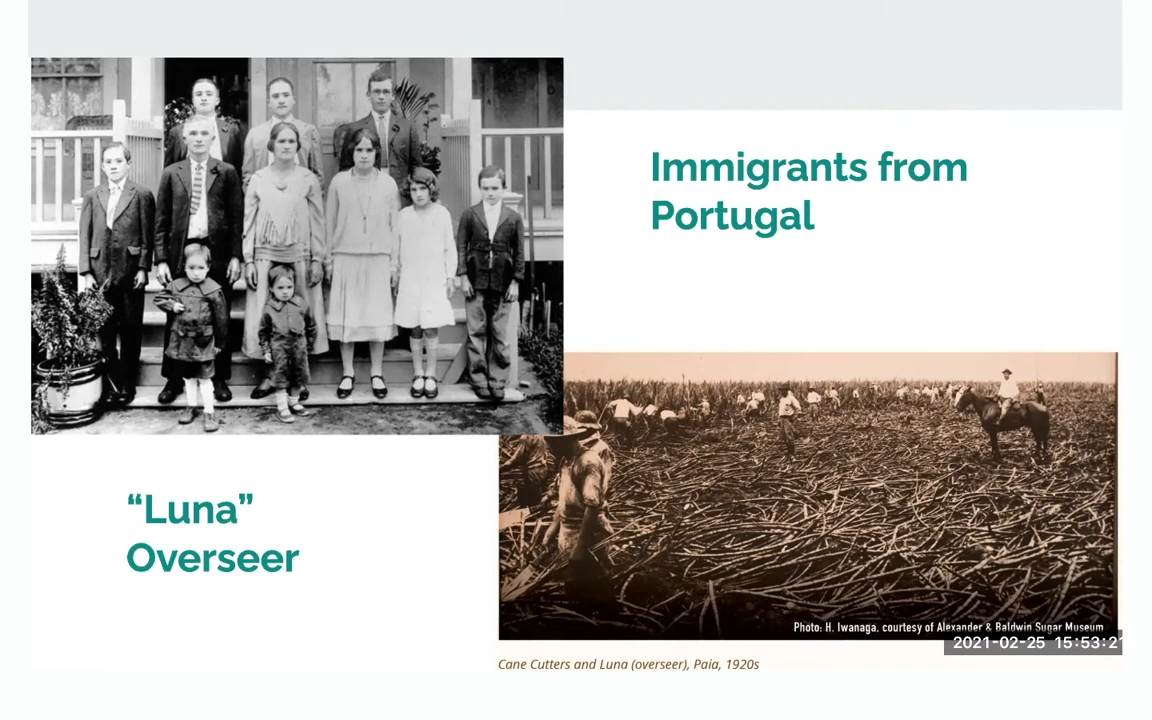 Immigrants from
Portugal
“Luna”
Overseer
Photo: H. Iwanaga, courtesy of Alexander & Baldwin Sugar Museum
2021-02-25 15:53:21
Cane Cutters and Luna (overseer), Paia, 1920s